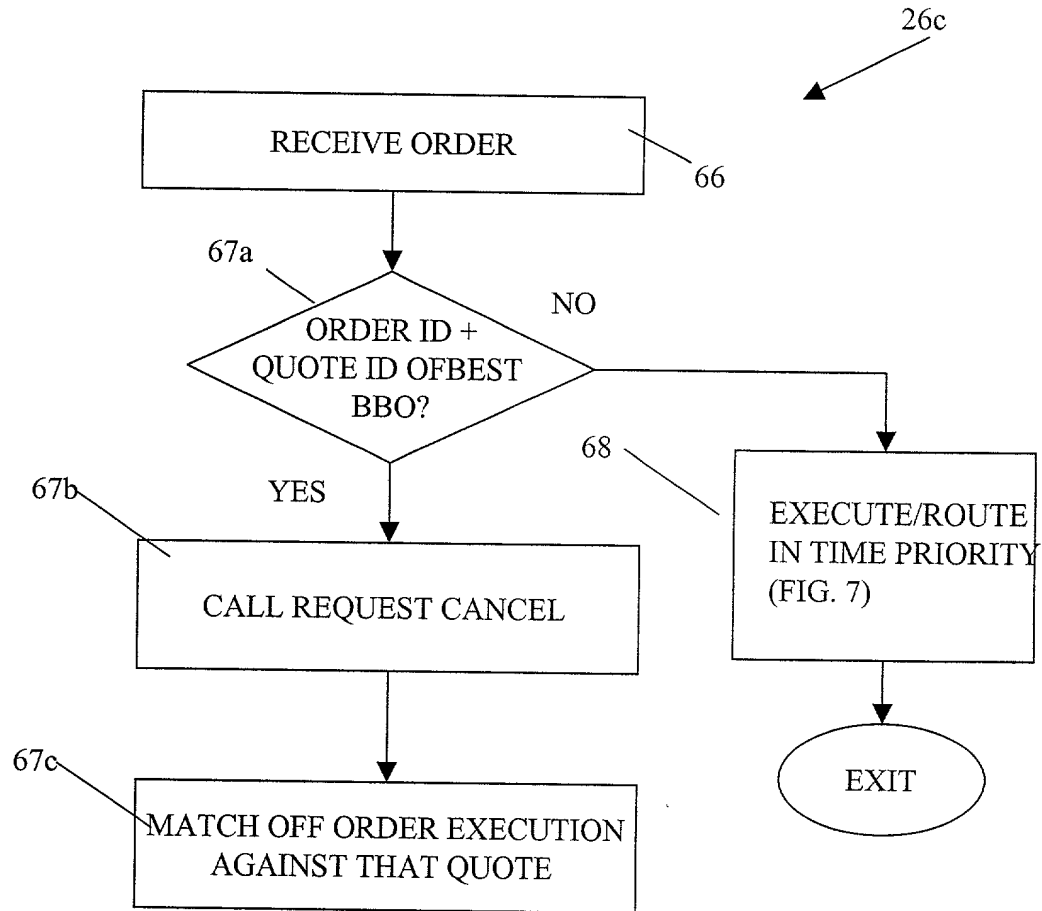 26c
RECEIVE ORDER
66
67a
NO
ORDER ID +
QUOTE ID OFBEST
BBO?
68
67b
YES
EXECUTE/ROUTE
IN TIME PRIORITY
(FIG. 7)
CALL REQUEST CANCEL
67c
EXIT
MATCH OFF ORDER EXECUTION
AGAINST THAT QUOTE